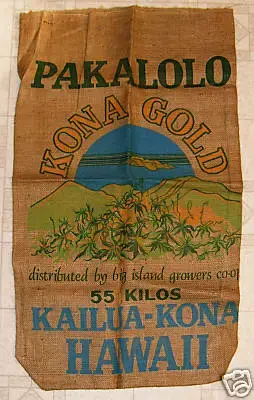 PAKALOLO
KONA GOLD
distributed by big island growers co-op
55 KILOS
KAILUA-KONA
HAWAII